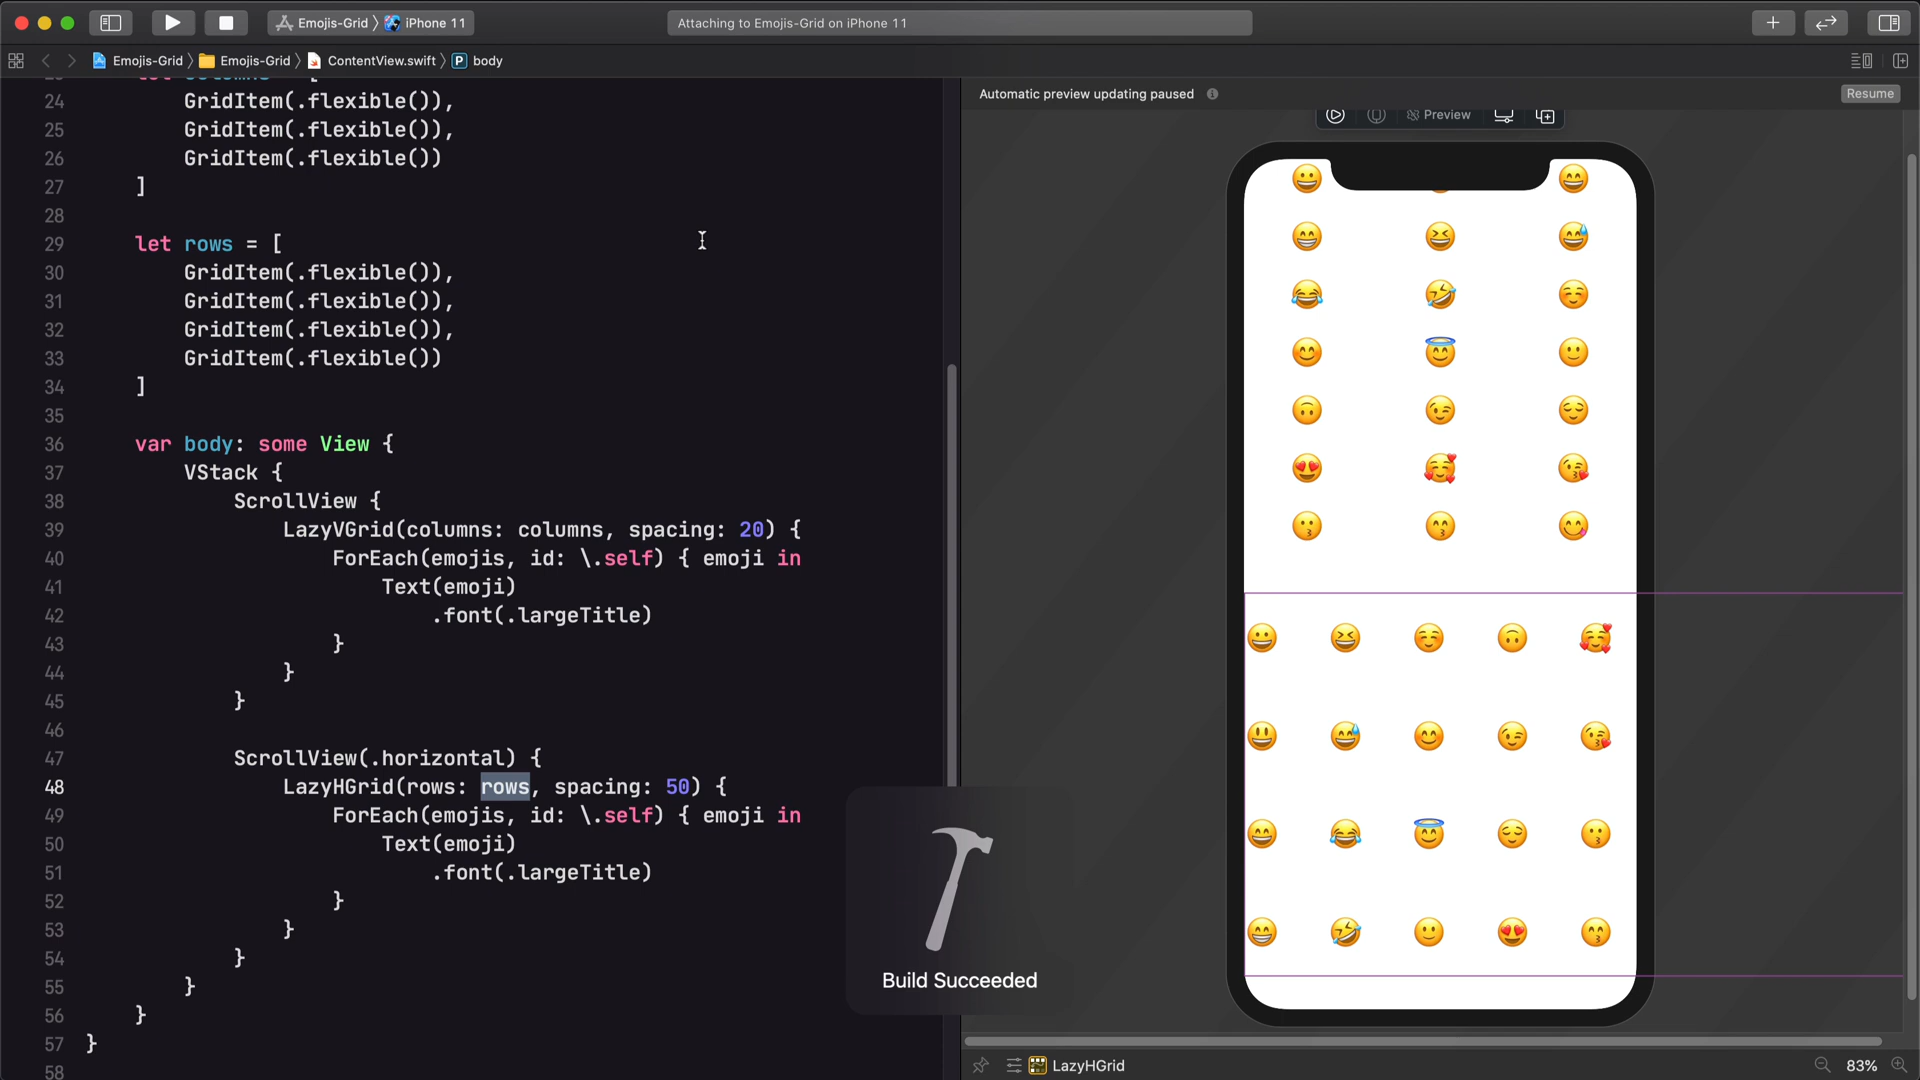 Emojis-Grid 〉 iPhone 11
Attaching to Emojis-Grid on iPhone 11
Emojis-Grid 〉 Emojis-Grid 〉 ContentView.swift 〉 P body
24 GridItem(.flexible()),
25 GridItem(.flexible()),
26 GridItem(.flexible())
27 ]
28
29 let rows = [
30 GridItem(.flexible()),
31 GridItem(.flexible()),
32 GridItem(.flexible()),
33 GridItem(.flexible())
34 ]
35
36 var body: some View {
37 VStack {
38 ScrollView {
39 LazyVGrid(columns: columns, spacing: 20) {
40 ForEach(emojis, id: \.self) { emoji in
41 Text(emoji)
42 .font(.largeTitle)
43 }
44 }
45 }
46
47 ScrollView(.horizontal) {
48 LazyHGrid(rows: rows, spacing: 50) {
49 ForEach(emojis, id: \.self) { emoji in
50 Text(emoji)
51 .font(.largeTitle)
52 }
53 }
54 }
55 }
56 }
57 }
58
Build Succeeded
Automatic preview updating paused
Resume
Preview
LazyHGrid
83%